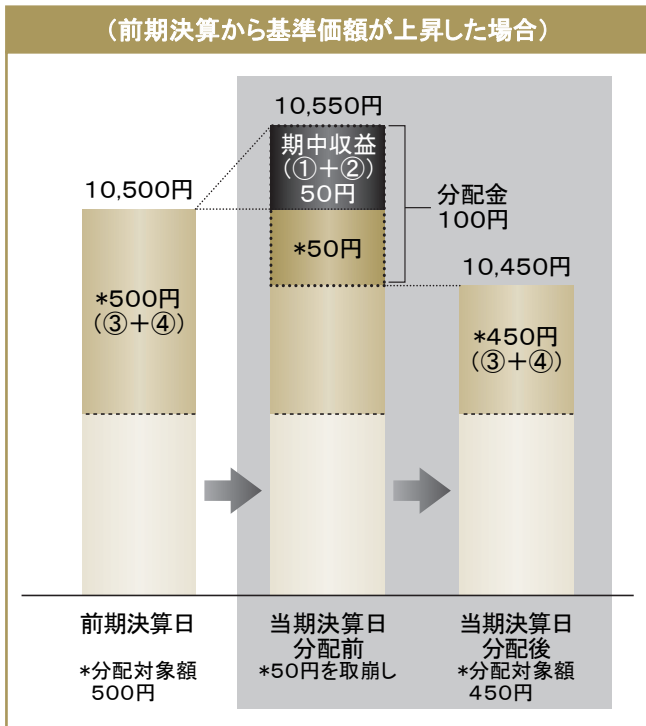 (前期決算から基準価額が上昇した場合)
10,550円
期中収益
(①+②)
50円
10,500円
分配金
100円
*50円
10,450円
*500円
(③+④)
*450円
(③+④)
前期決算日
*分配対象額
500円
当期決算日
分配前
*50円を取崩し
当期決算日
分配後
*分配対象額
450円